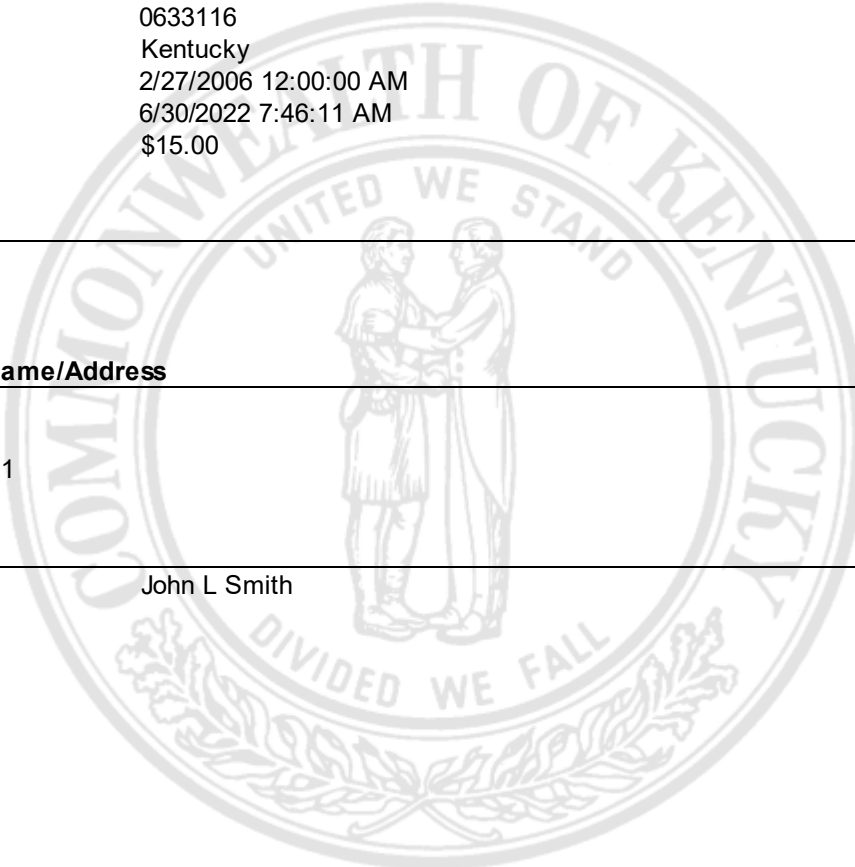 0633116
Kentucky
2/27/2006 12:00:00 AM
6/30/2022 7:46:11 AM
$15.00
COMMONWEALTH OF KENTUCKY
UNITED WE STAND
ame/Address
1
John L Smith
DIVIDED WE FALL